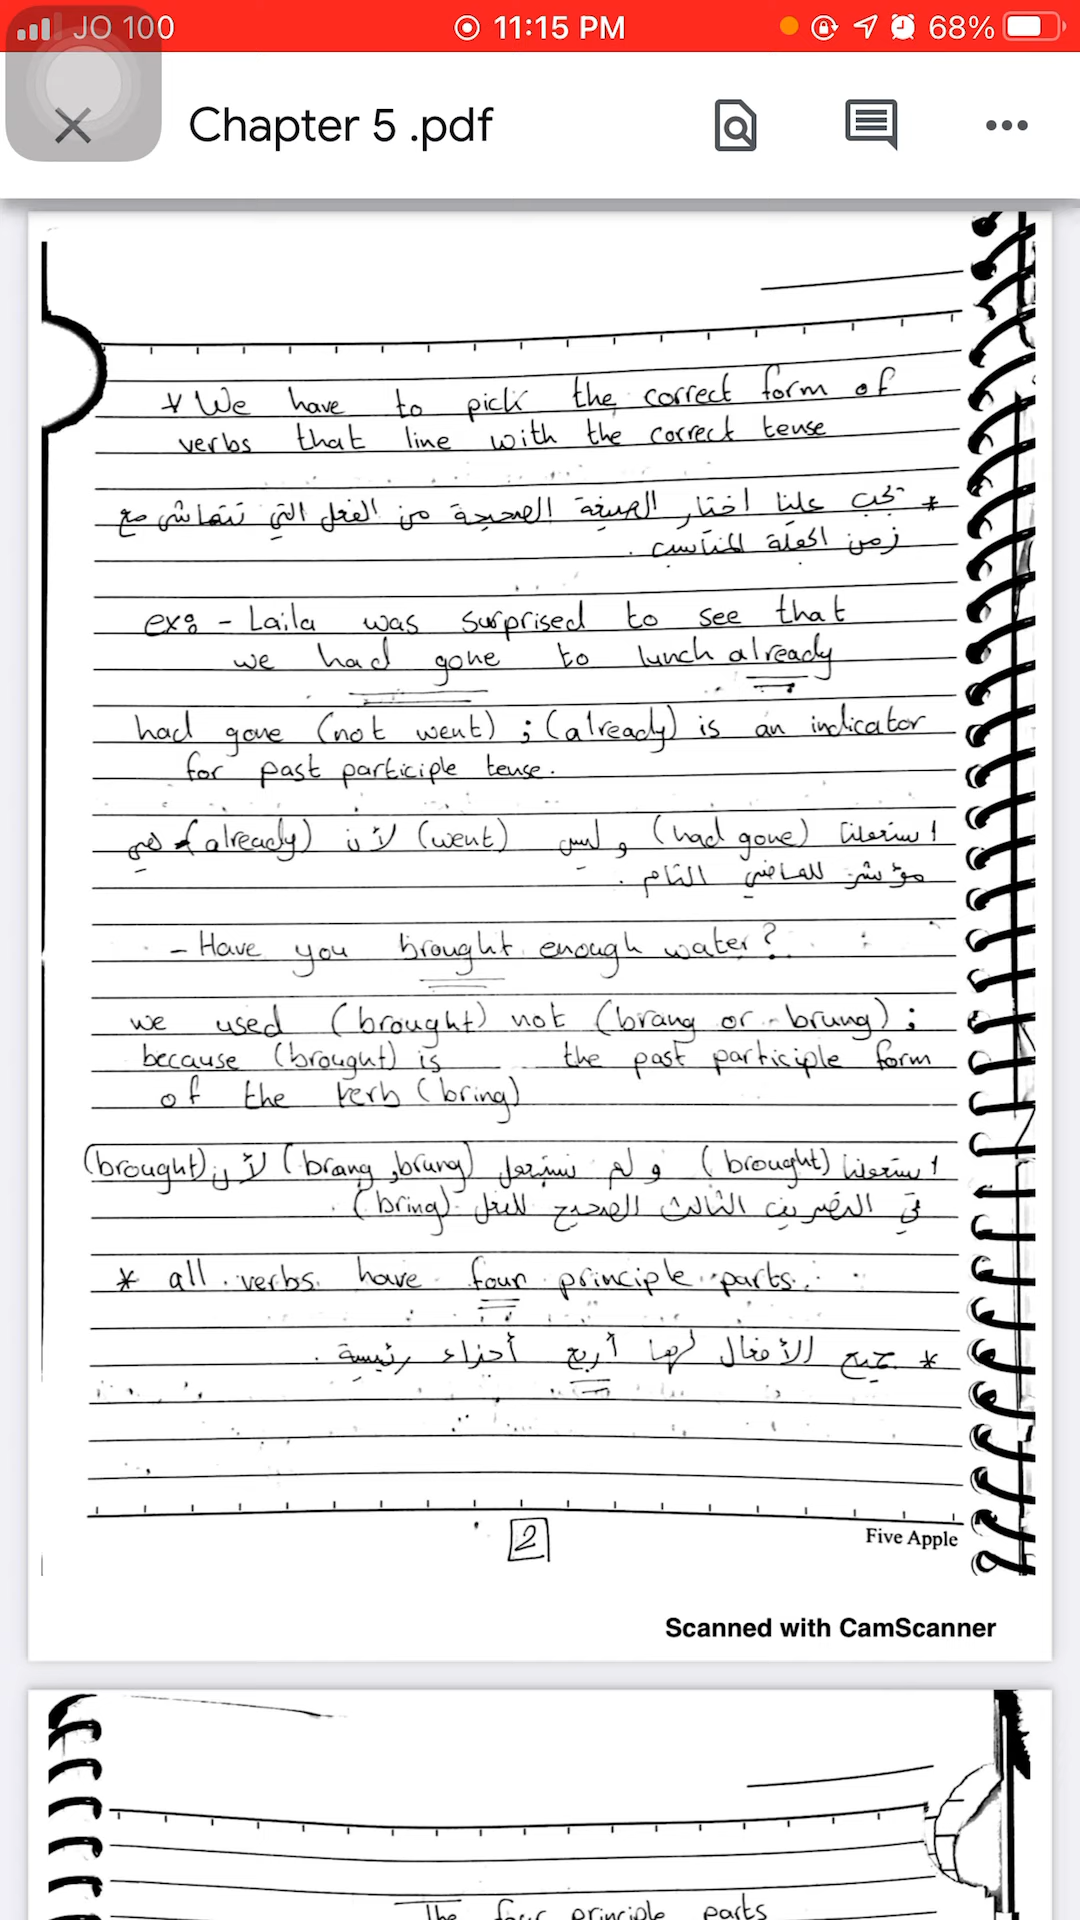 JO 100 11:15 PM 68%
Chapter 5 .pdf
* We have to pick the correct form of
verbs that line with the correct tense
* يجب علينا اختار الصيغة الصحيحة من الفعل التي تتماشى مع
زمن الجملة المناسب .
ex: - Laila was surprised to see that
we had gone to lunch already
had gone (not went) ; (already) is an indicator
for past participle tense.
استعملنا (had gone) و ليس (went) لأن (already) هي
مؤشر للماضي التام .
- Have you brought enough water?
we used (brought) not (brang or brung) ;
because (brought) is the past participle form
of the verb (bring)
استعملنا (brought) و لم نستعمل (brang, brung) لأن (brought)
في التصريف الثالث الصحيح للفعل (bring) .
* all verbs have four principle parts.
* جميع الأفعال لها أربع أجزاء رئيسية .
2
Five Apple
Scanned with CamScanner
The four principle parts